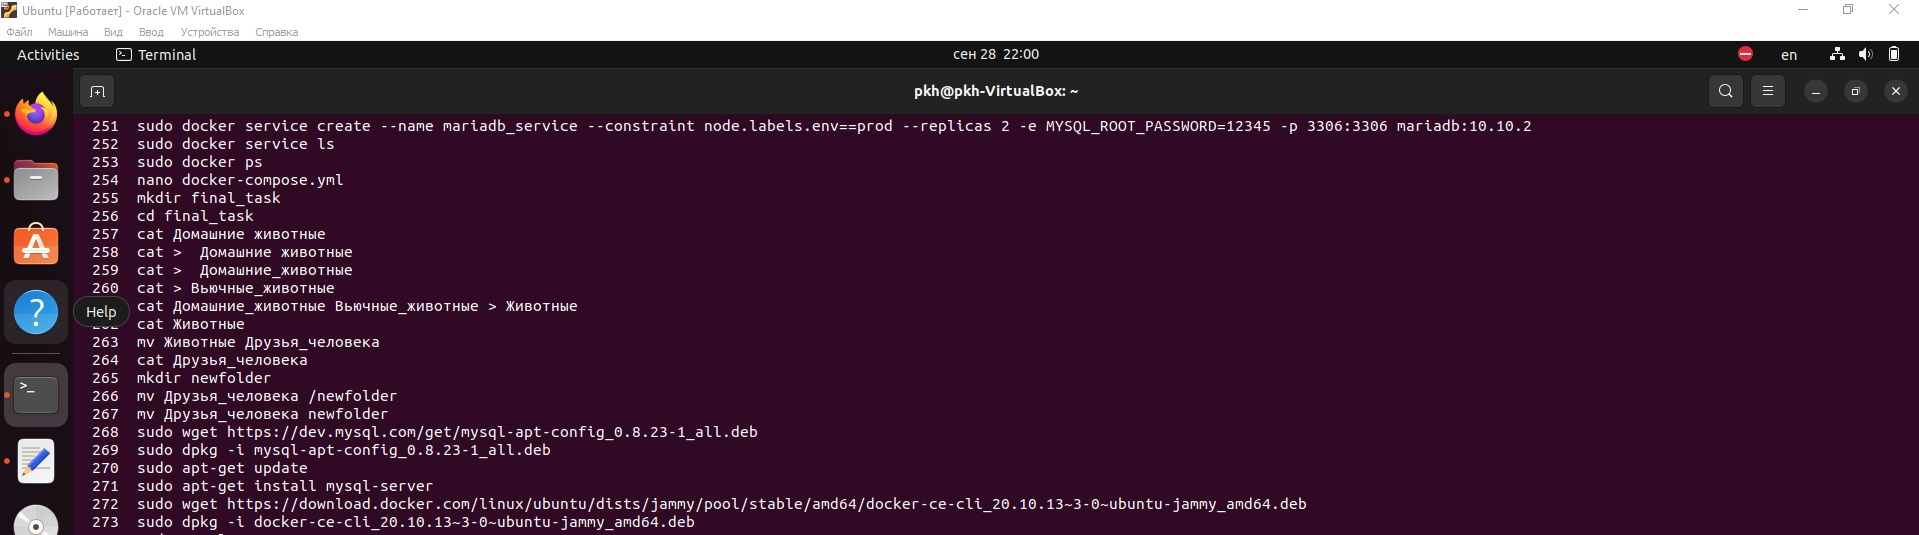 Ubuntu [Работает] - Oracle VM VirtualBox
Файл Машина Вид Ввод Устройства Справка
Activities Terminal сен 28 22:00 en
pkh@pkh-VirtualBox: ~
251 sudo docker service create --name mariadb_service --constraint node.labels.env==prod --replicas 2 -e MYSQL_ROOT_PASSWORD=12345 -p 3306:3306 mariadb:10.10.2
252 sudo docker service ls
253 sudo docker ps
254 nano docker-compose.yml
255 mkdir final_task
256 cd final_task
257 cat Домашние животные
258 cat >  Домашние животные
259 cat >  Домашние_животные
260 cat > Вьючные_животные
Help
cat Домашние_животные Вьючные_животные > Животные
cat Животные
263 mv Животные Друзья_человека
264 cat Друзья_человека
265 mkdir newfolder
266 mv Друзья_человека /newfolder
267 mv Друзья_человека newfolder
268 sudo wget https://dev.mysql.com/get/mysql-apt-config_0.8.23-1_all.deb
269 sudo dpkg -i mysql-apt-config_0.8.23-1_all.deb
270 sudo apt-get update
271 sudo apt-get install mysql-server
272 sudo wget https://download.docker.com/linux/ubuntu/dists/jammy/pool/stable/amd64/docker-ce-cli_20.10.13~3-0~ubuntu-jammy_amd64.deb
273 sudo dpkg -i docker-ce-cli_20.10.13~3-0~ubuntu-jammy_amd64.deb